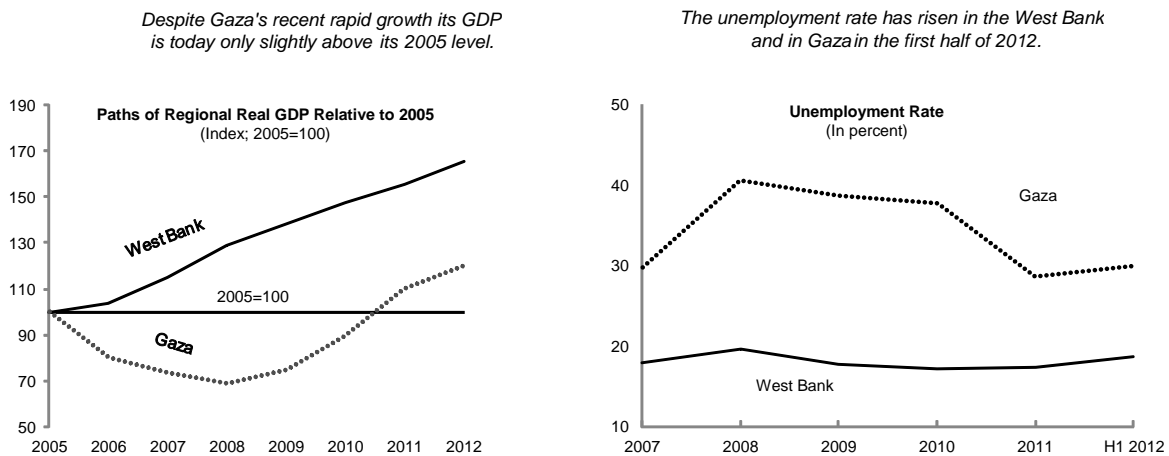 Despite Gaza's recent rapid growth its GDP
is today only slightly above its 2005 level.
190
170
150
130
110
90
70
50
Paths of Regional Real GDP Relative to 2005
(Index; 2005=100)
West Bank
2005=100
Gaza
2005 2006 2007 2008 2009 2010 2011 2012
The unemployment rate has risen in the West Bank
and in Gazain the first half of 2012.
50
40
30
20
10
Unemployment Rate
(In percent)
Gaza
West Bank
2007 2008 2009 2010 2011 H1 2012